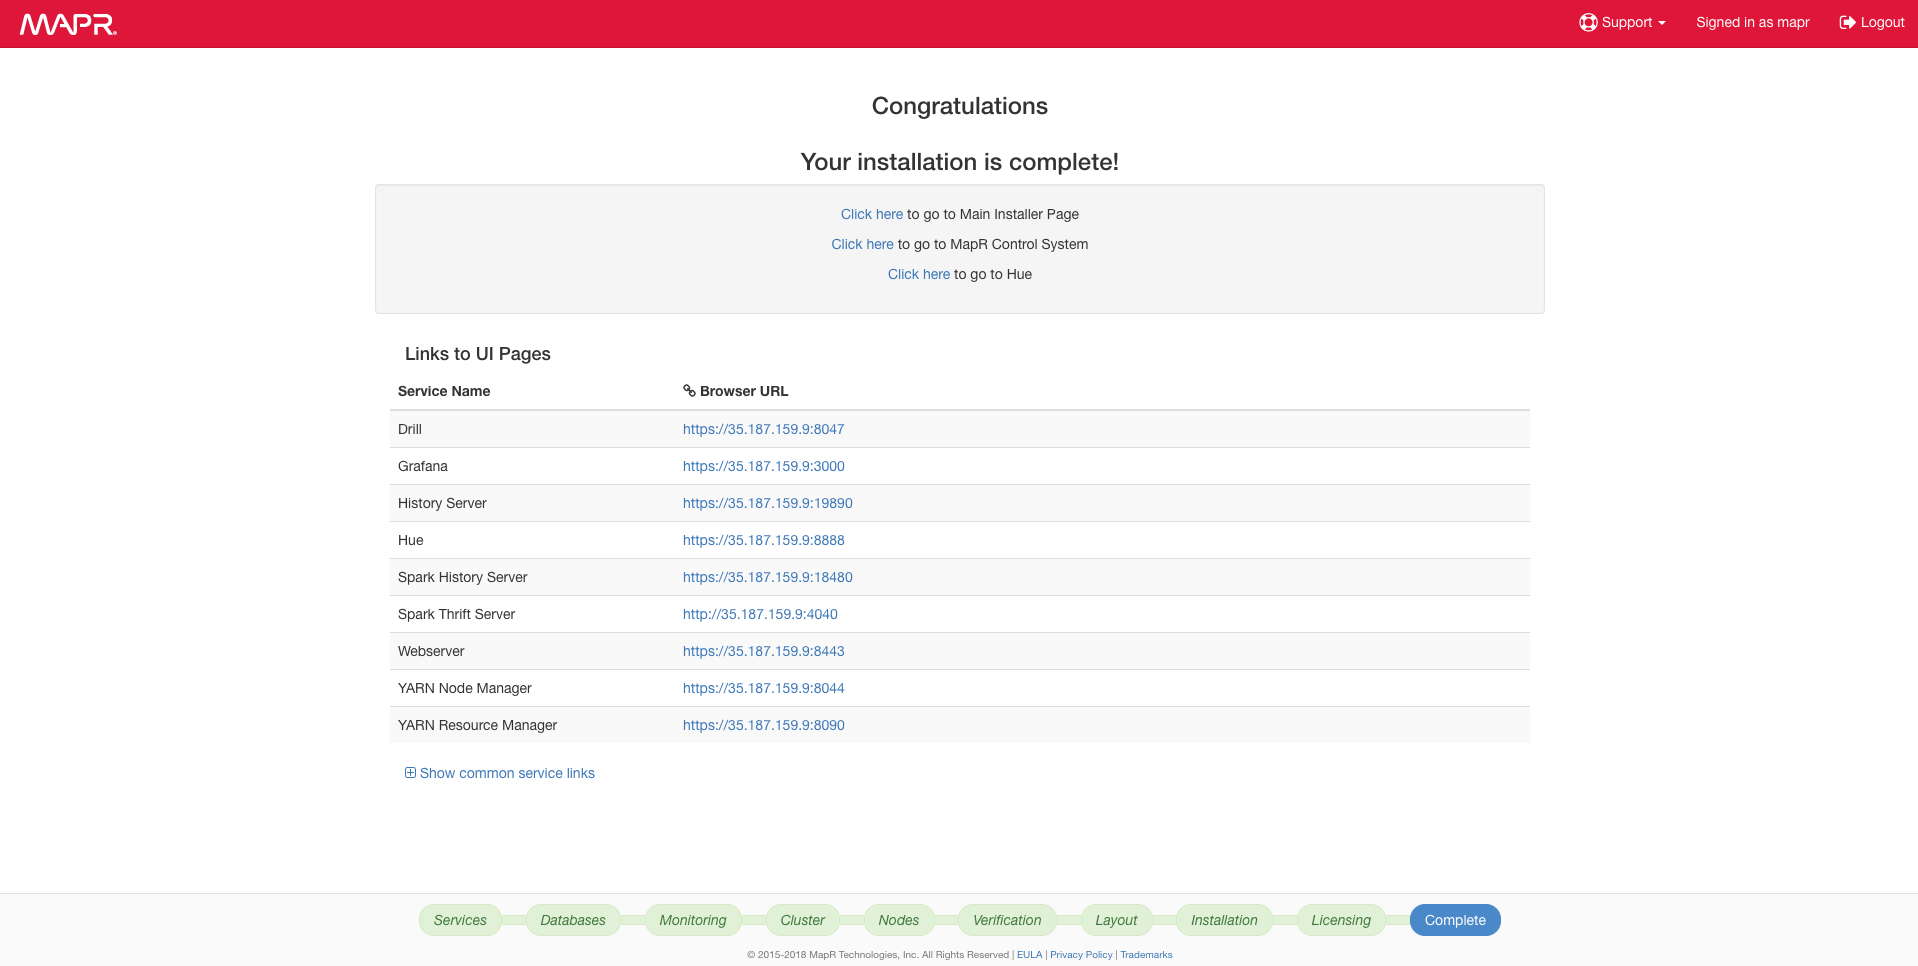 MAPR
Support
Signed in as mapr
Logout
Congratulations
Your installation is complete!
Click here to go to Main Installer Page
Click here to go to MapR Control System
Click here to go to Hue
Links to UI Pages
Service Name Browser URL
Drill https://35.187.159.9:8047
Grafana https://35.187.159.9:3000
History Server https://35.187.159.9:19890
Hue https://35.187.159.9:8888
Spark History Server https://35.187.159.9:18480
Spark Thrift Server http://35.187.159.9:4040
Webserver https://35.187.159.9:8443
YARN Node Manager https://35.187.159.9:8044
YARN Resource Manager https://35.187.159.9:8090
Show common service links
Services Databases Monitoring Cluster Nodes Verification Layout Installation Licensing Complete
© 2015-2018 MapR Technologies, Inc. All Rights Reserved | EULA | Privacy Policy | Trademarks